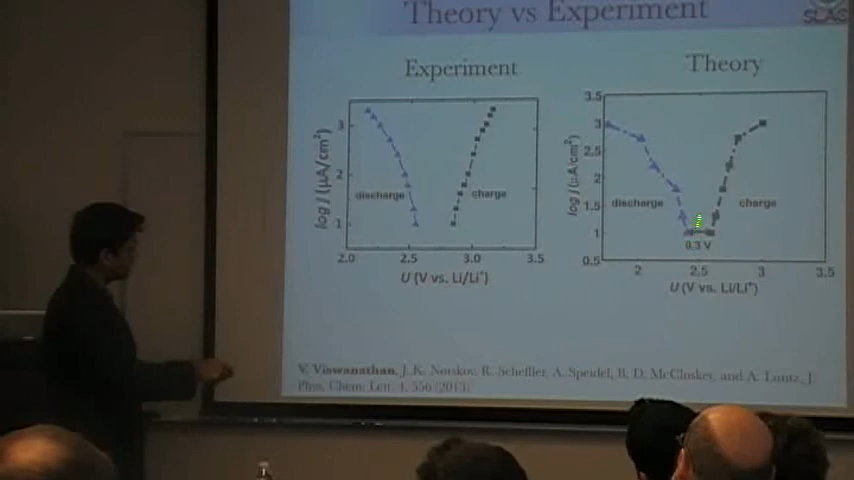 Theory vs Experiment
SLAC
Experiment
Theory
log J (μA/cm²)
3
2
1
discharge
charge
2.0
2.5
3.0
3.5
U (V vs. Li/Li⁺)
log J (μA/cm²)
3.5
3
2.5
2
1.5
1
0.5
discharge
charge
0.3 V
2
2.5
3
3.5
U (V vs. Li/Li⁺)
V. Viswanathan, J. K. Norskov, R. Scheffler, A. Speidel, B. D. McCloskey, and A. Luntz, J.
Phys. Chem. Lett. 4, 556 (2013)